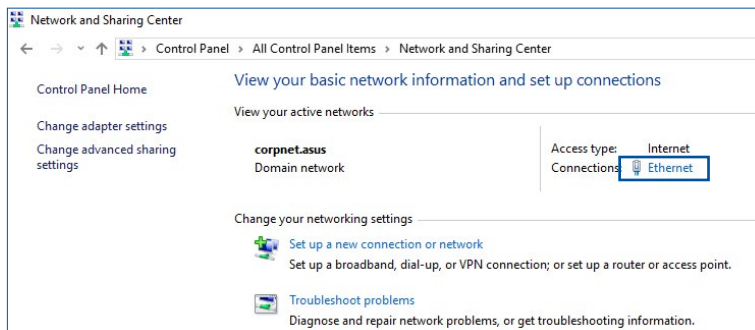 Network and Sharing Center
Control Panel > All Control Panel Items > Network and Sharing Center
Control Panel Home
Change adapter settings
Change advanced sharing
settings
View your basic network information and set up connections
View your active networks
corpnet.asus
Domain network
Access type: Internet
Connections: Ethernet
Change your networking settings
Set up a new connection or network
Set up a broadband, dial-up, or VPN connection; or set up a router or access point.
Troubleshoot problems
Diagnose and repair network problems, or get troubleshooting information.